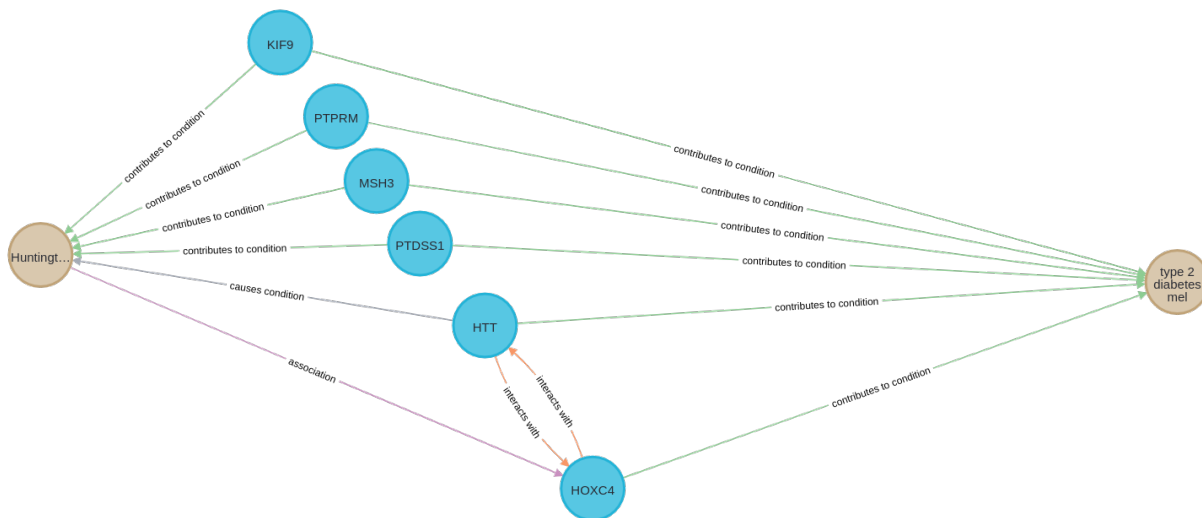 KIF9
contributes to condition
contributes to condition
PTPRM
contributes to condition
contributes to condition
MSH3
contributes to condition
contributes to condition
PTDSS1
contributes to condition
contributes to condition
Huntingt...
type 2
diabetes
mel
causes condition
HTT
contributes to condition
association
interacts with
interacts with
contributes to condition
HOXC4